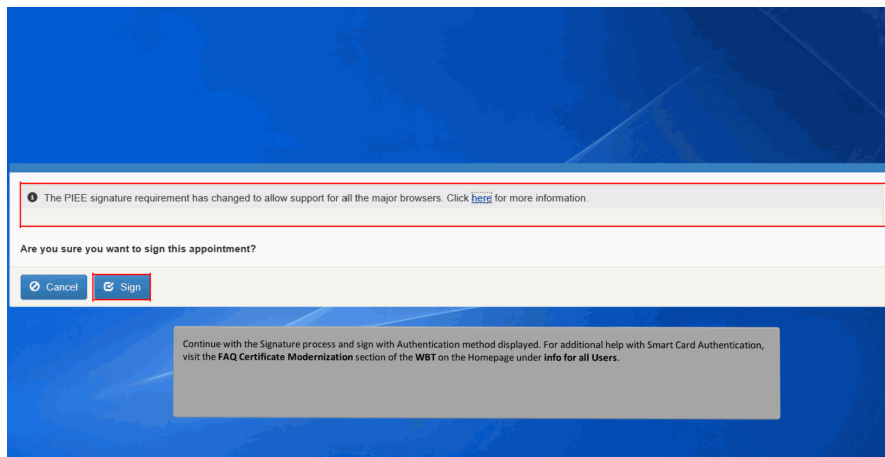 The PIEE signature requirement has changed to allow support for all the major browsers. Click here for more information.
Are you sure you want to sign this appointment?
Cancel
Sign
Continue with the Signature process and sign with Authentication method displayed. For additional help with Smart Card Authentication,
visit the FAQ Certificate Modernization section of the WBT on the Homepage under info for all Users.